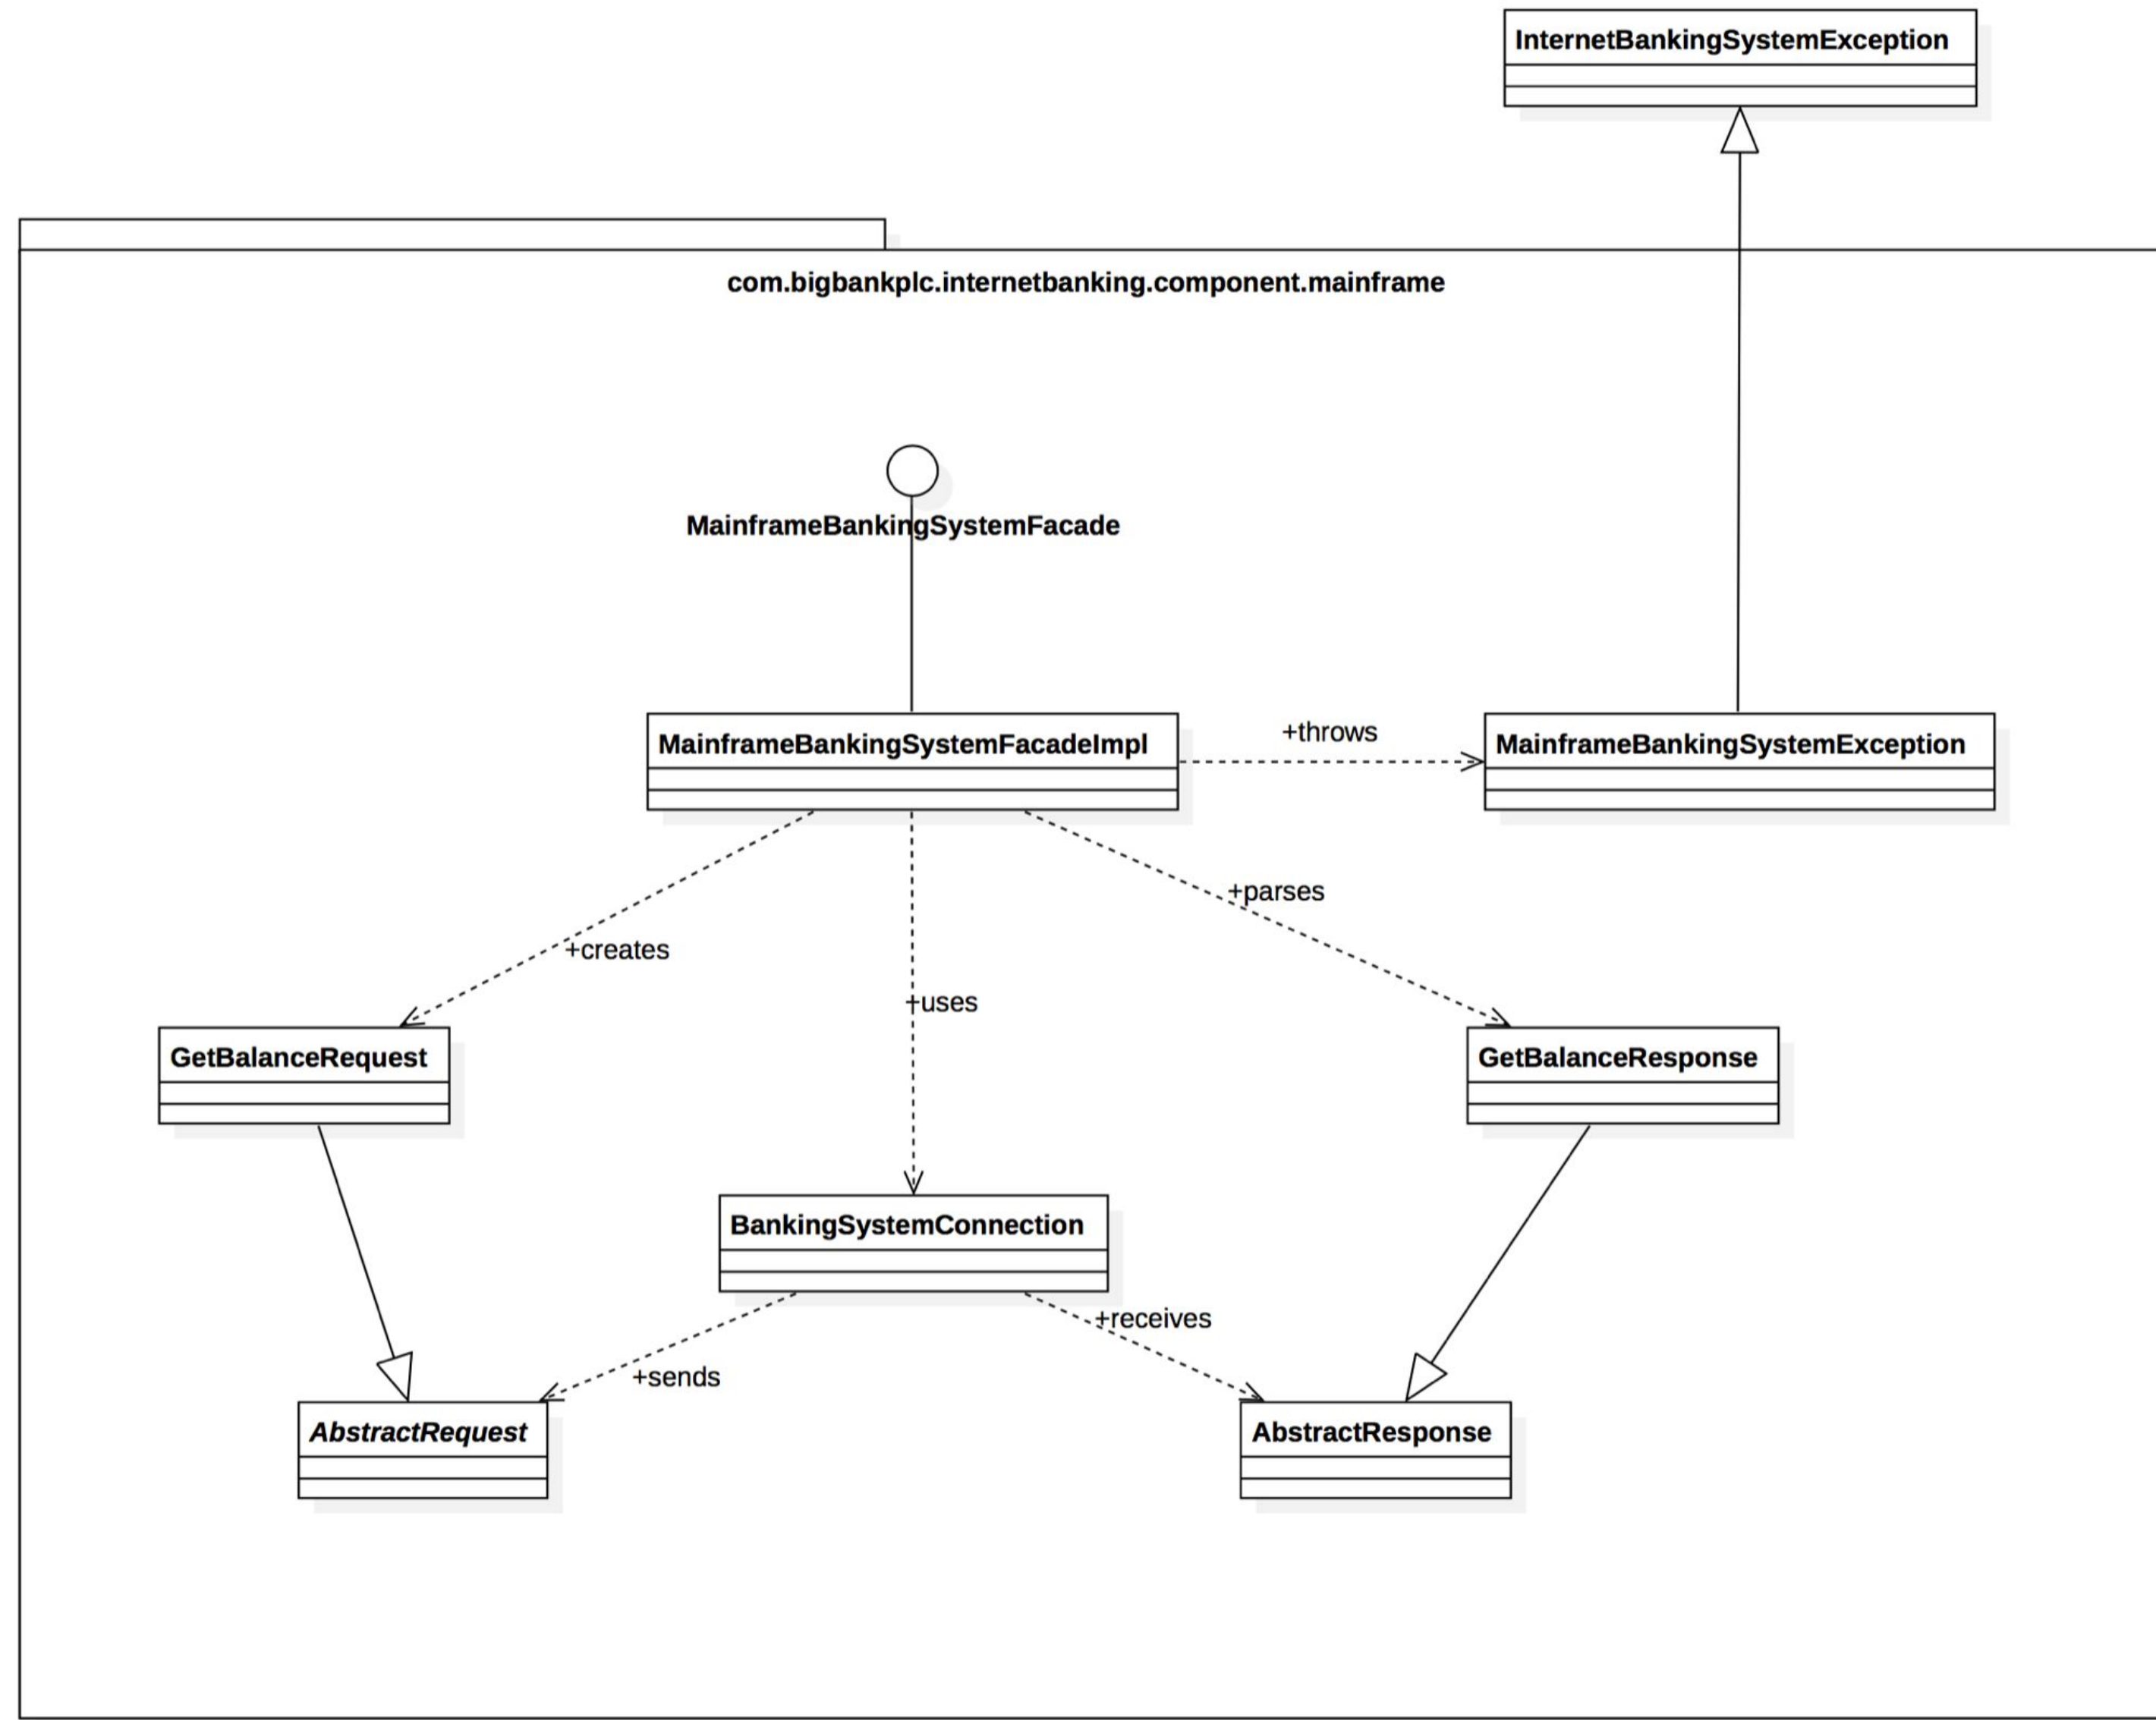 InternetBankingSystemException
com.bigbankplc.internetbanking.component.mainframe
MainframeBankingSystemFacade
MainframeBankingSystemFacadeImpl
+throws
MainframeBankingSystemException
+parses
+creates
+uses
GetBalanceRequest
GetBalanceResponse
BankingSystemConnection
+receives
+sends
AbstractRequest
AbstractResponse